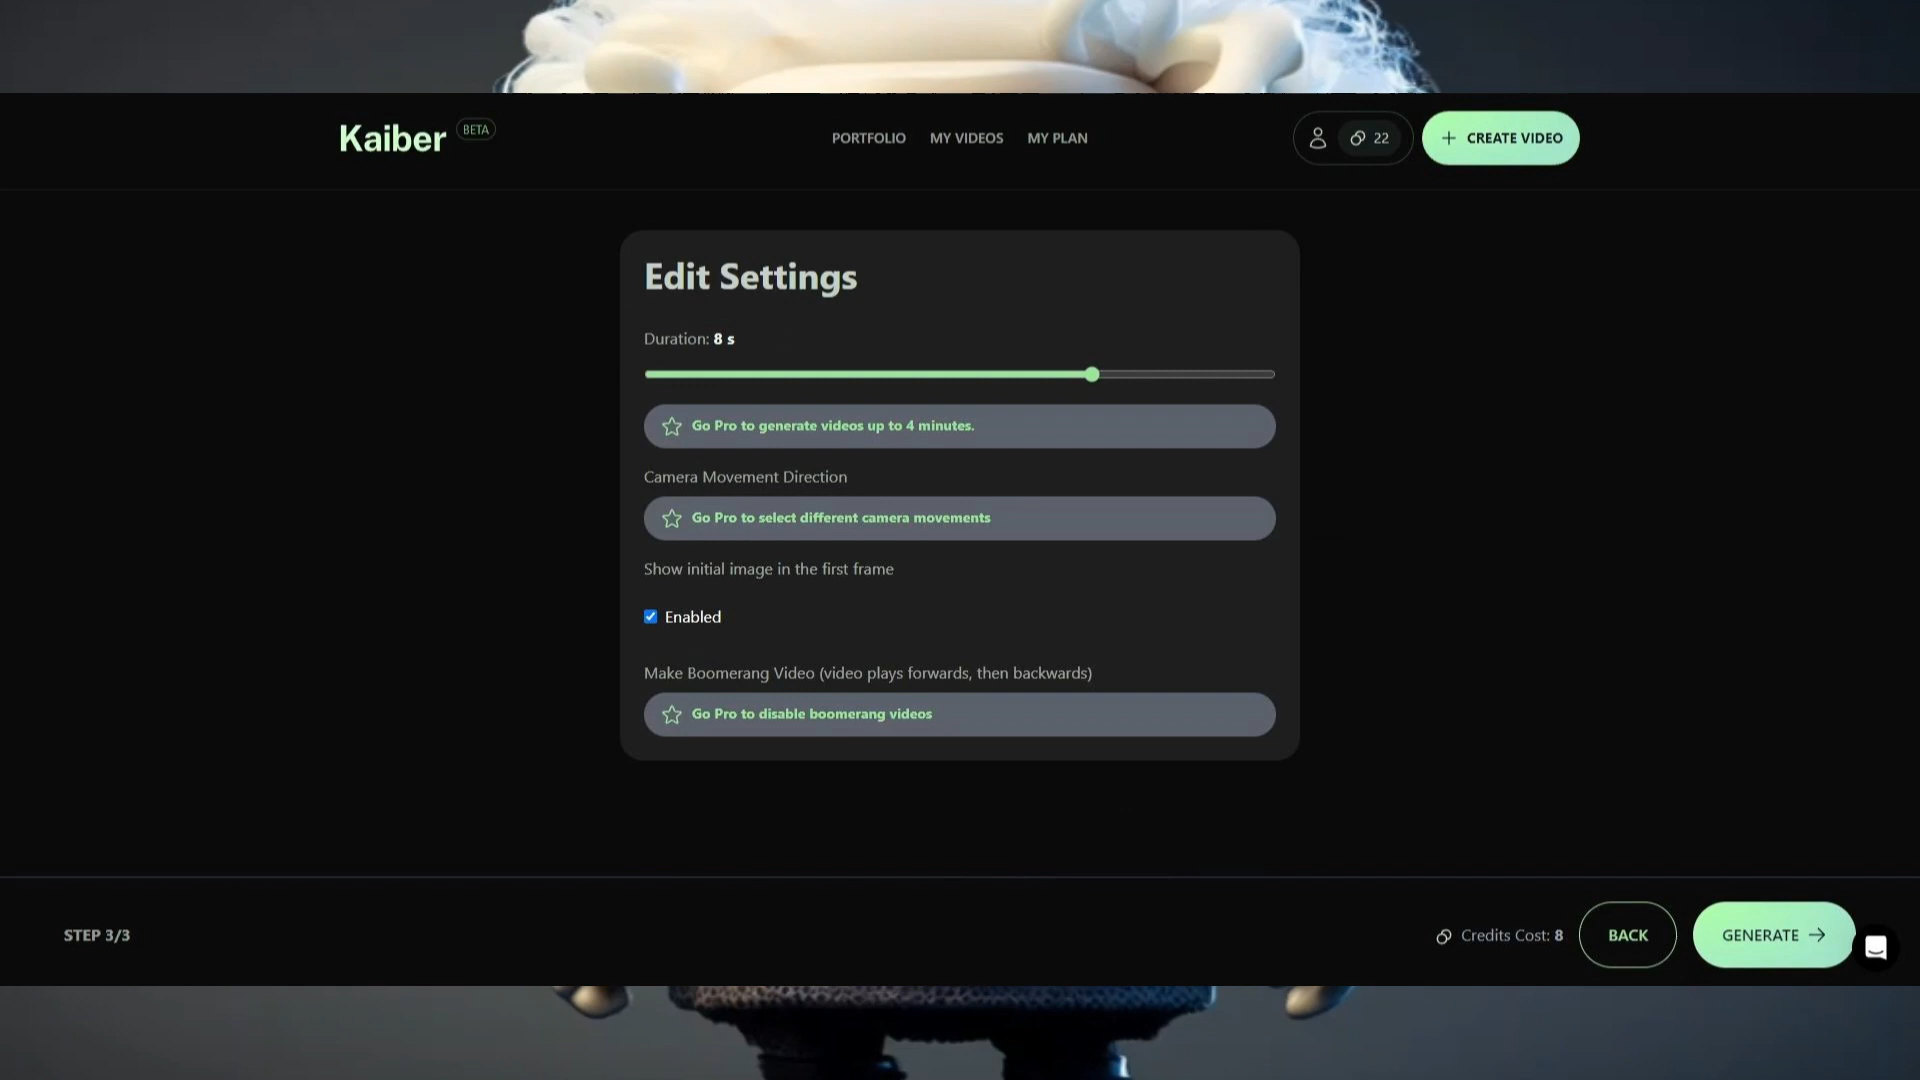 Kaiber BETA
PORTFOLIO MY VIDEOS MY PLAN
22
CREATE VIDEO
Edit Settings
Duration: 8 s
Go Pro to generate videos up to 4 minutes.
Camera Movement Direction
Go Pro to select different camera movements
Show initial image in the first frame
Enabled
Make Boomerang Video (video plays forwards, then backwards)
Go Pro to disable boomerang videos
STEP 3/3
Credits Cost: 8
BACK
GENERATE